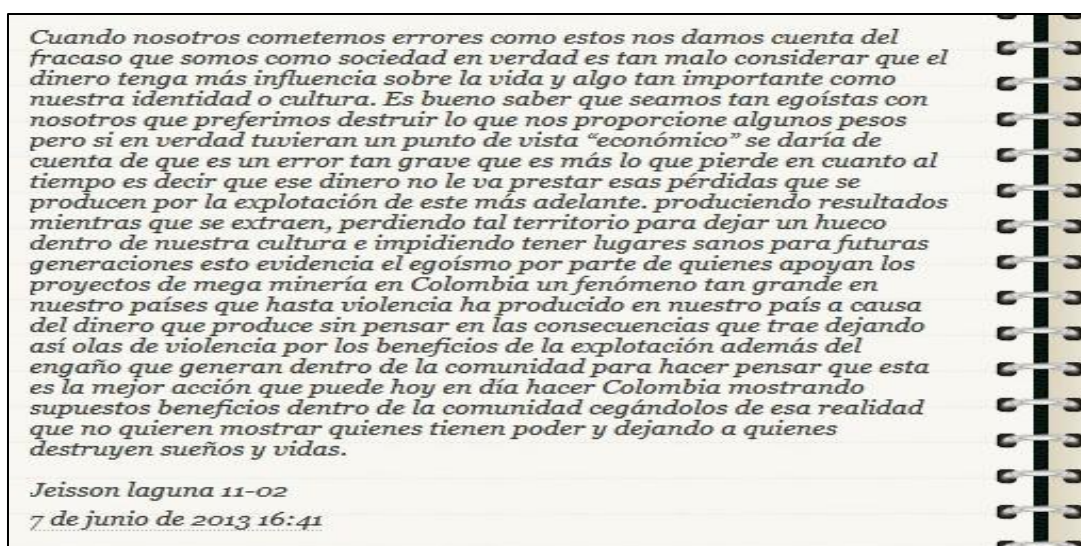 Cuando nosotros cometemos errores como estos nos damos cuenta del
fracaso que somos como sociedad en verdad es tan malo considerar que el
dinero tenga más influencia sobre la vida y algo tan importante como
nuestra identidad o cultura. Es bueno saber que seamos tan egoístas con
nosotros que preferimos destruir lo que nos proporcione algunos pesos
pero si en verdad tuvieran un punto de vista “económico” se daría de
cuenta de que es un error tan grave que es más lo que pierde en cuanto al
tiempo es decir que ese dinero no le va prestar esas pérdidas que se
producen por la explotación de este más adelante. produciendo resultados
mientras que se extraen, perdiendo tal territorio para dejar un hueco
dentro de nuestra cultura e impidiendo tener lugares sanos para futuras
generaciones esto evidencia el egoísmo por parte de quienes apoyan los
proyectos de mega minería en Colombia un fenómeno tan grande en
nuestro países que hasta violencia ha producido en nuestro país a causa
del dinero que produce sin pensar en las consecuencias que trae dejando
así olas de violencia por los beneficios de la explotación además del
engaño que generan dentro de la comunidad para hacer pensar que esta
es la mejor acción que puede hoy en día hacer Colombia mostrando
supuestos beneficios dentro de la comunidad cegándolos de esa realidad
que no quieren mostrar quienes tienen poder y dejando a quienes
destruyen sueños y vidas.
Jeisson laguna 11-02
7 de junio de 2013 16:41